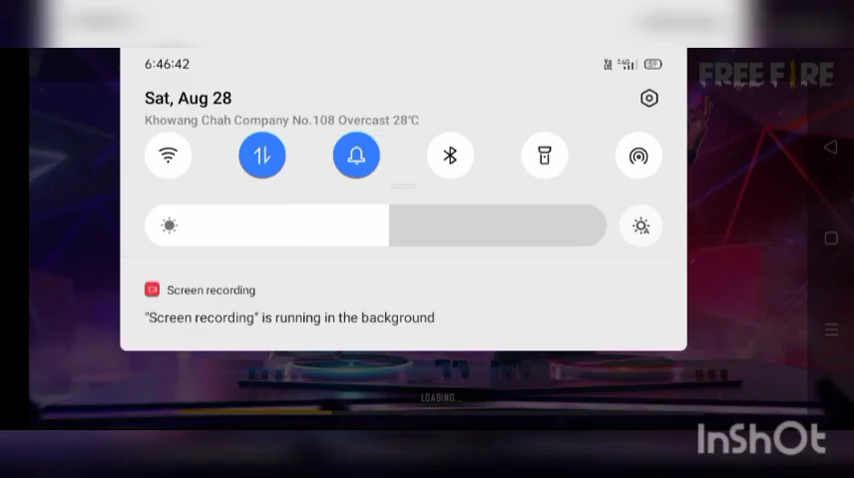 6:46:42
59
FREE FIRE
Sat, Aug 28
Khowang Chah Company No.108 Overcast 28°C
Screen recording
"Screen recording" is running in the background
LOADING...
InShOt